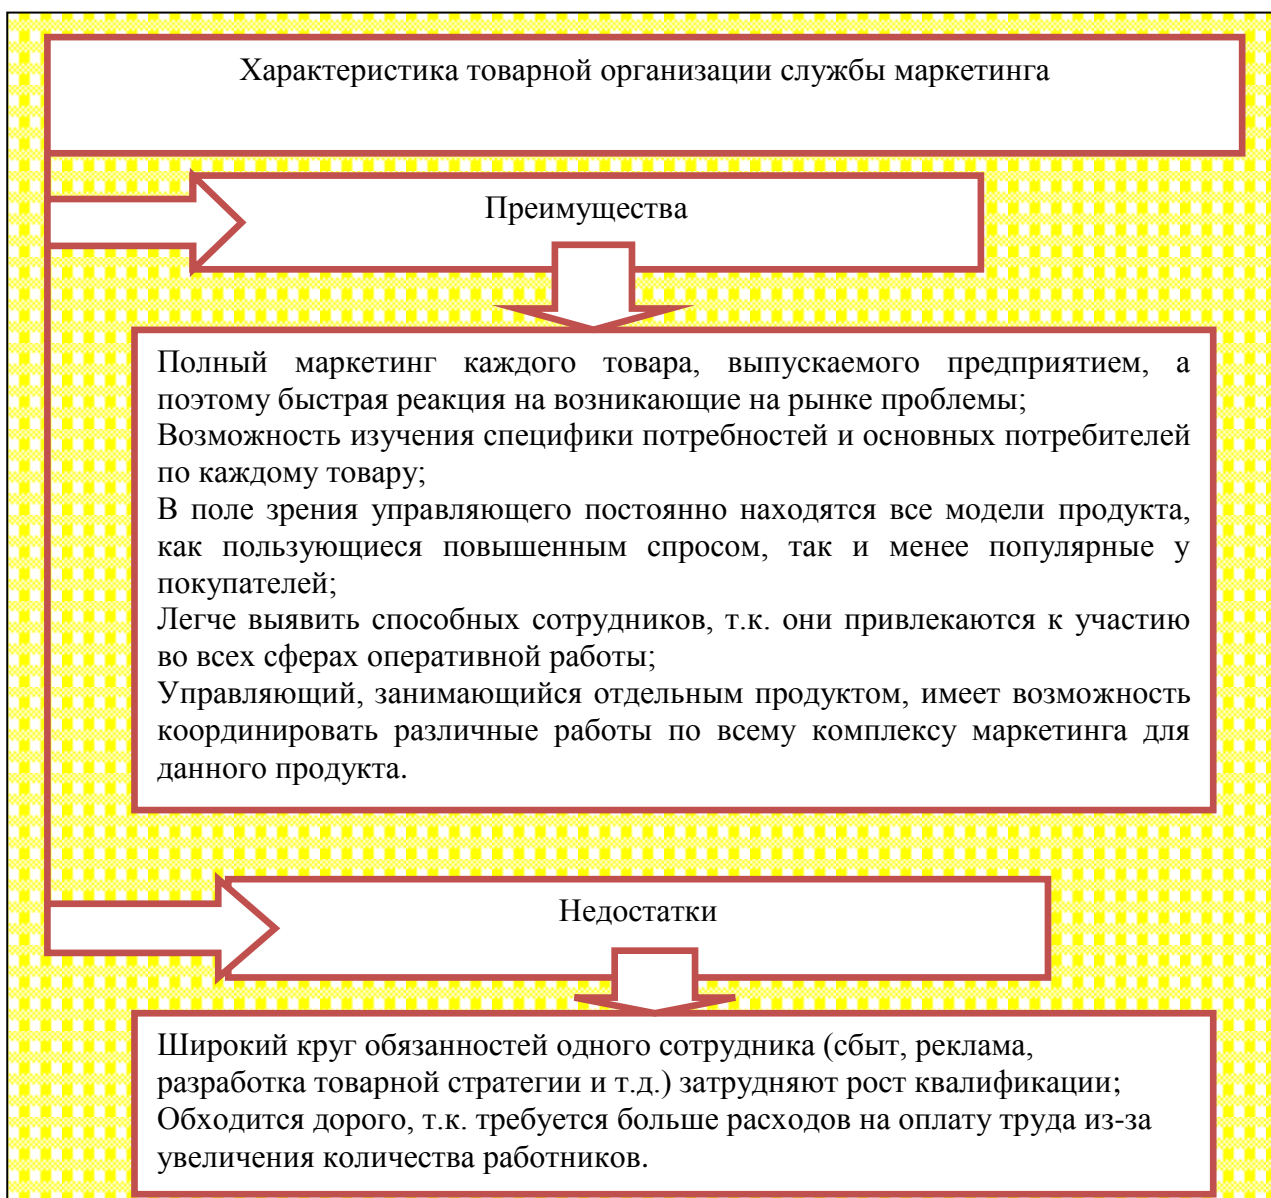 Характеристика товарной организации службы маркетинга
Преимущества
Полный маркетинг каждого товара, выпускаемого предприятием, а
поэтому быстрая реакция на возникающие на рынке проблемы;
Возможность изучения специфики потребностей и основных потребителей
по каждому товару;
В поле зрения управляющего постоянно находятся все модели продукта,
как пользующиеся повышенным спросом, так и менее популярные у
покупателей;
Легче выявить способных сотрудников, т.к. они привлекаются к участию
во всех сферах оперативной работы;
Управляющий, занимающийся отдельным продуктом, имеет возможность
координировать различные работы по всему комплексу маркетинга для
данного продукта.
Недостатки
Широкий круг обязанностей одного сотрудника (сбыт, реклама,
разработка товарной стратегии и т.д.) затрудняют рост квалификации;
Обходится дорого, т.к. требуется больше расходов на оплату труда из-за
увеличения количества работников.